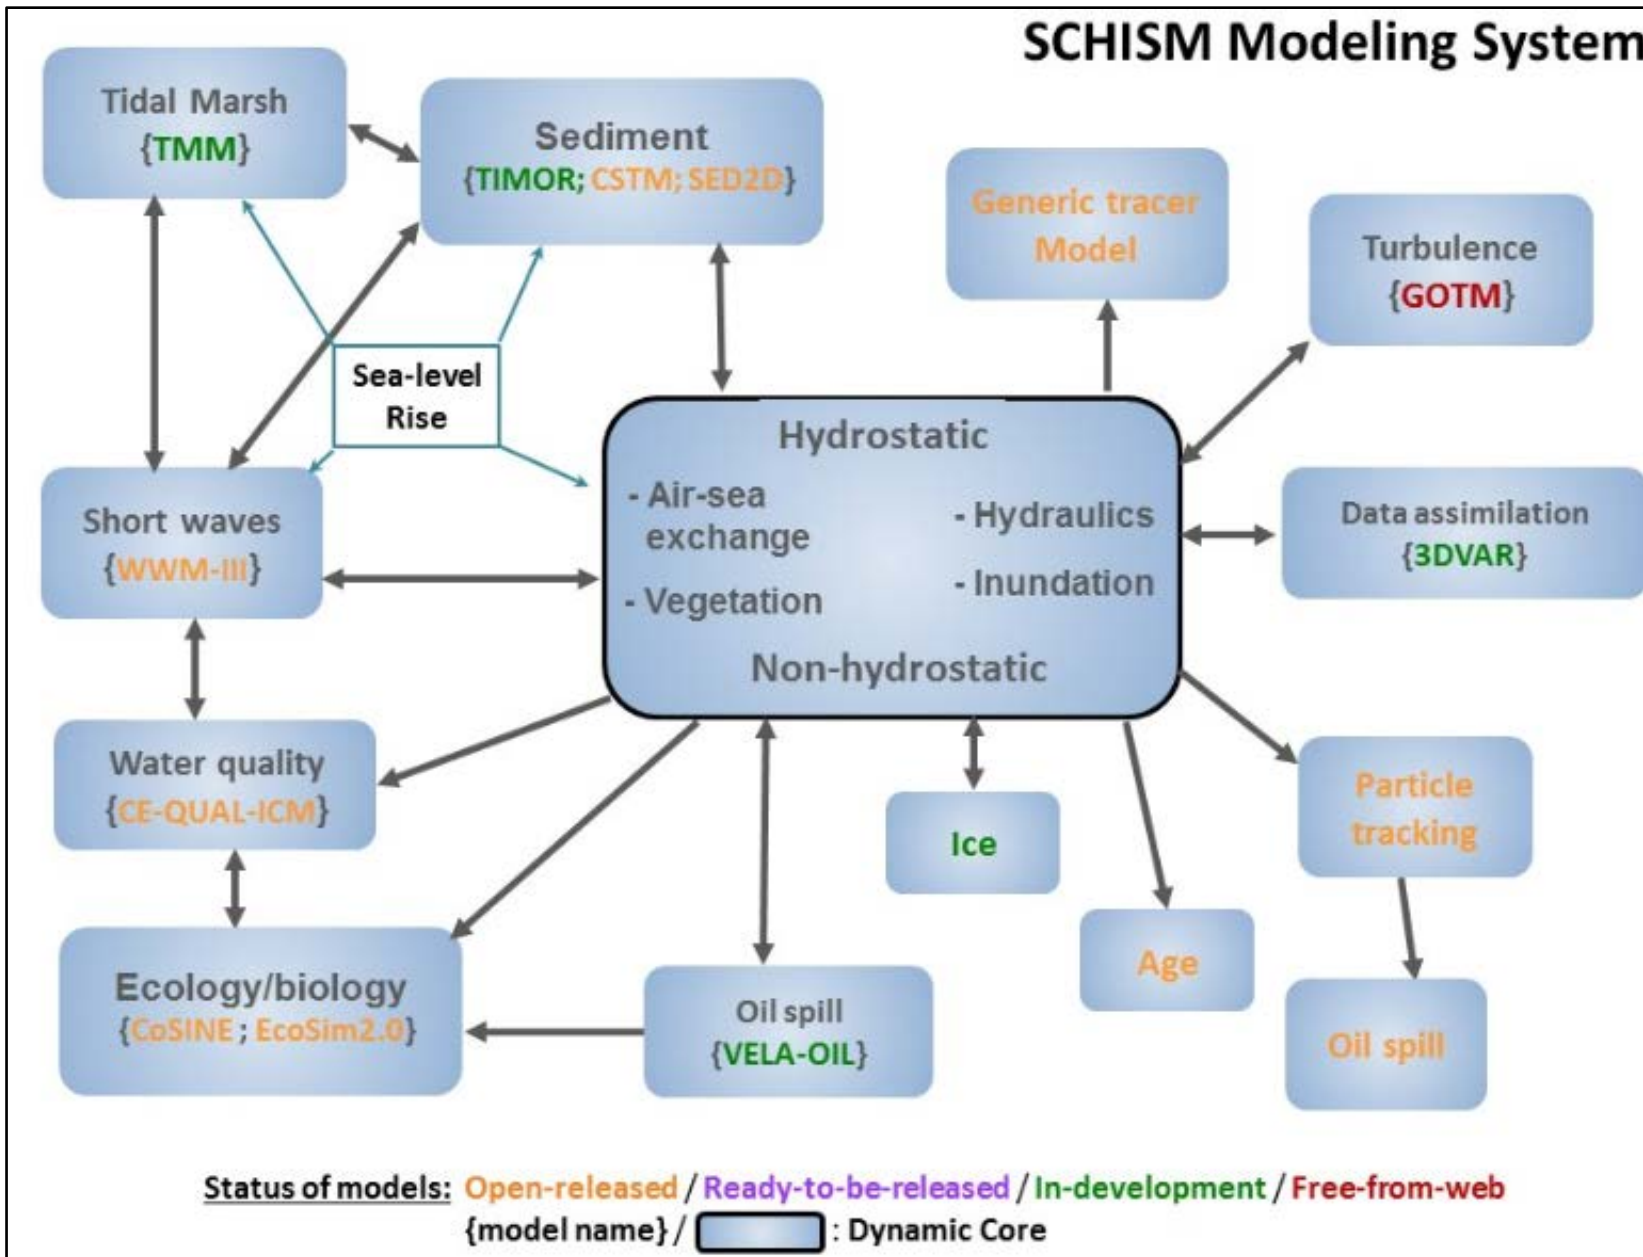 SCHISM Modeling System
Tidal Marsh
{TMM}
Sediment
{TIMOR; CSTM; SED2D}
Generic tracer
Model
Turbulence
{GOTM}
Sea-level
Rise
Hydrostatic
- Air-sea
exchange
- Vegetation
- Hydraulics
- Inundation
Non-hydrostatic
Short waves
{WWM-III}
Data assimilation
{3DVAR}
Water quality
{CE-QUAL-ICM}
Ice
Particle
tracking
Ecology/biology
{CoSINE ; EcoSim2.0}
Oil spill
{VELA-OIL}
Age
Oil spill
Status of models: Open-released / Ready-to-be-released / In-development / Free-from-web
{model name} / : Dynamic Core